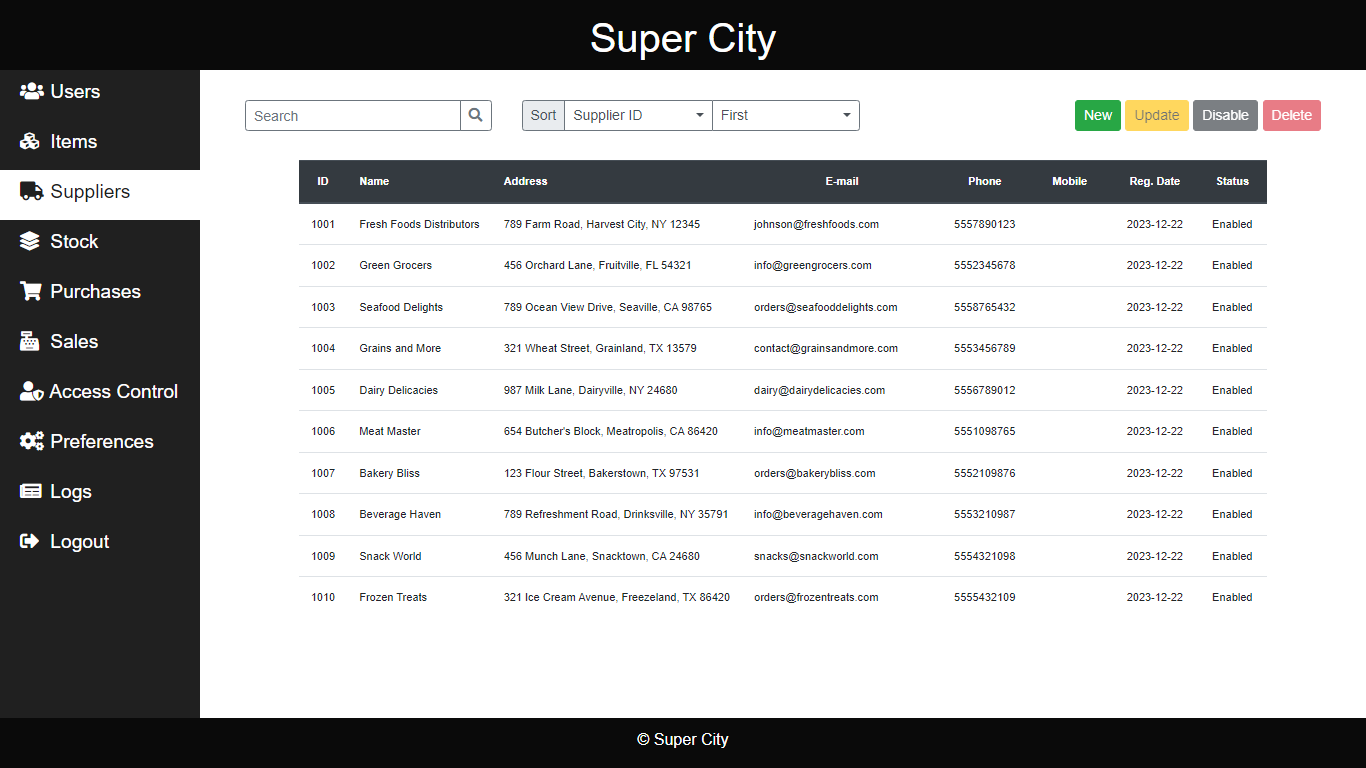 Super City
Users
Items
Suppliers
Stock
Purchases
Sales
Access Control
Preferences
Logs
Logout
Search Sort Supplier ID First New Update Disable Delete
ID Name Address E-mail Phone Mobile Reg. Date Status
1001 Fresh Foods Distributors 789 Farm Road, Harvest City, NY 12345 johnson@freshfoods.com 5557890123 2023-12-22 Enabled
1002 Green Grocers 456 Orchard Lane, Fruitville, FL 54321 info@greengrocers.com 5552345678 2023-12-22 Enabled
1003 Seafood Delights 789 Ocean View Drive, Seaville, CA 98765 orders@seafooddelights.com 5558765432 2023-12-22 Enabled
1004 Grains and More 321 Wheat Street, Grainland, TX 13579 contact@grainsandmore.com 5553456789 2023-12-22 Enabled
1005 Dairy Delicacies 987 Milk Lane, Dairyville, NY 24680 dairy@dairydelicacies.com 5556789012 2023-12-22 Enabled
1006 Meat Master 654 Butcher's Block, Meatropolis, CA 86420 info@meatmaster.com 5551098765 2023-12-22 Enabled
1007 Bakery Bliss 123 Flour Street, Bakerstown, TX 97531 orders@bakerybliss.com 5552109876 2023-12-22 Enabled
1008 Beverage Haven 789 Refreshment Road, Drinksville, NY 35791 info@beveragehaven.com 5553210987 2023-12-22 Enabled
1009 Snack World 456 Munch Lane, Snacktown, CA 24680 snacks@snackworld.com 5554321098 2023-12-22 Enabled
1010 Frozen Treats 321 Ice Cream Avenue, Freezeland, TX 86420 orders@frozentreats.com 5555432109 2023-12-22 Enabled
© Super City